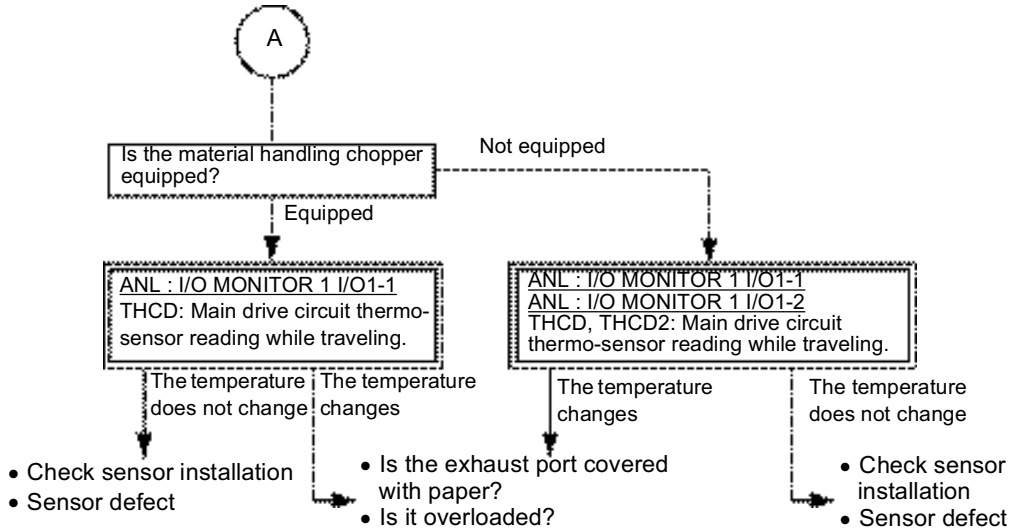 A
Is the material handling chopper
equipped?
Not equipped
Equipped
ANL : I/O MONITOR 1 I/O1-1
THCD: Main drive circuit thermo-
sensor reading while traveling.
ANL : I/O MONITOR 1 I/O1-1
ANL : I/O MONITOR 1 I/O1-2
THCD, THCD2: Main drive circuit
thermo-sensor reading while traveling.
The temperature
does not change
The temperature
changes
The temperature
changes
The temperature
does not change
• Check sensor installation
• Sensor defect
• Is the exhaust port covered
with paper?
• Is it overloaded?
• Check sensor
installation
• Sensor defect